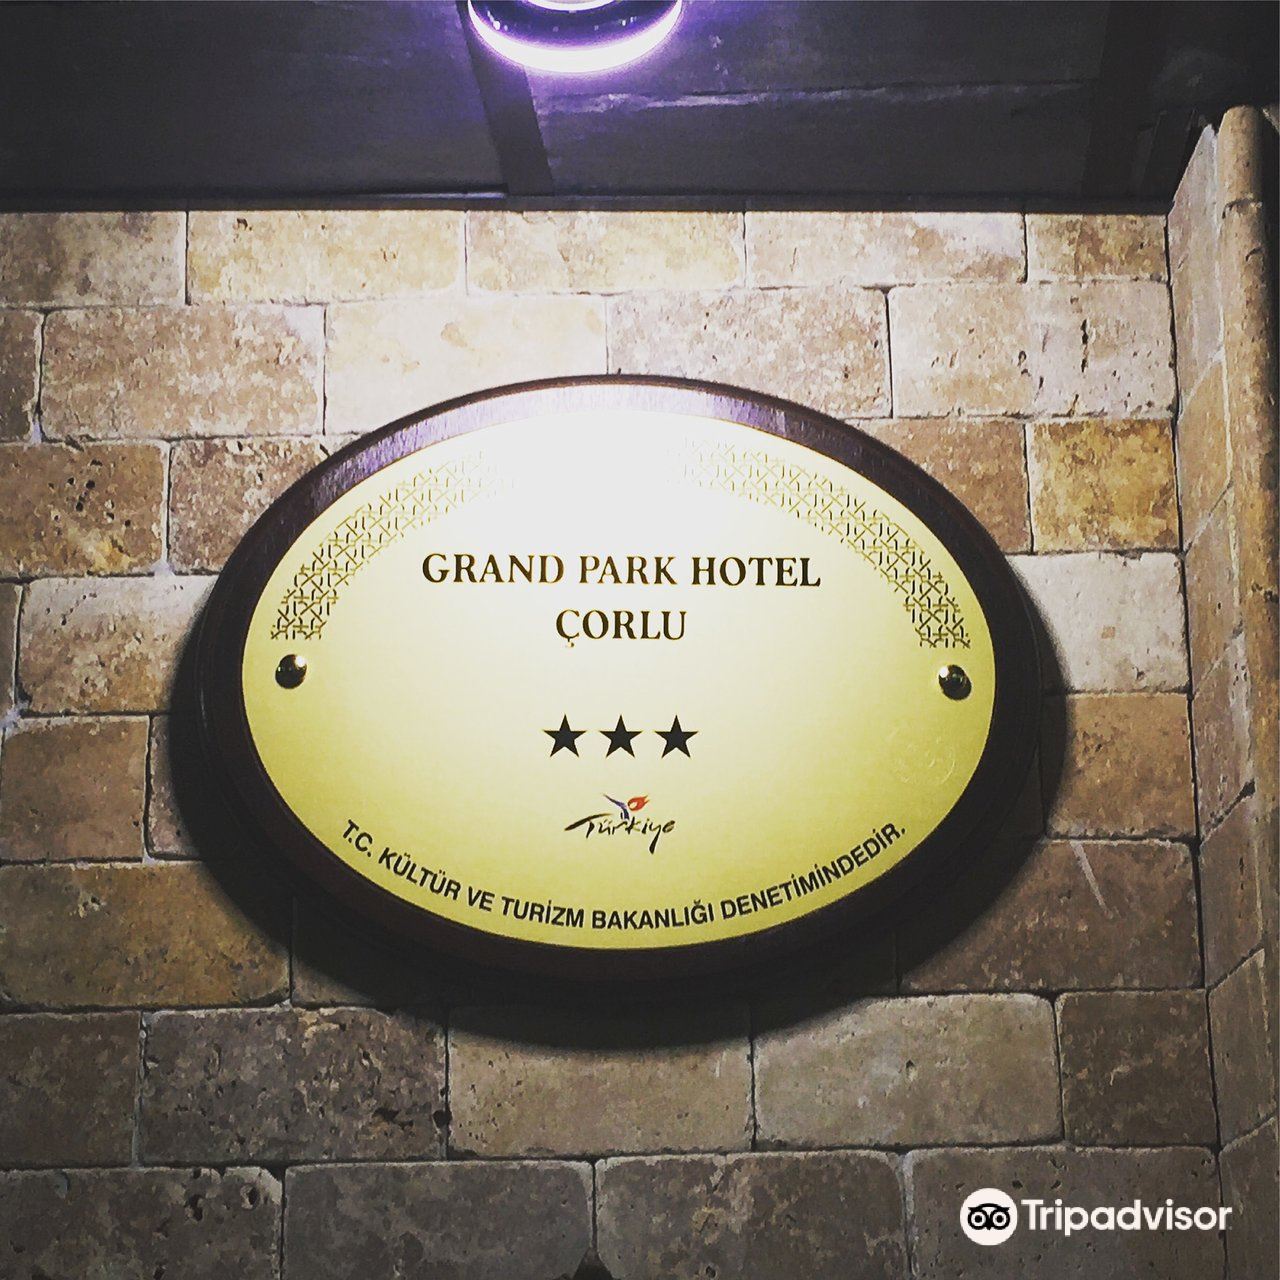 GRAND PARK HOTEL
ÇORLU
Türkiye
T.C. KÜLTÜR VE TURİZM BAKANLIĞI DENETİMİNDEDİR.
Tripadvisor